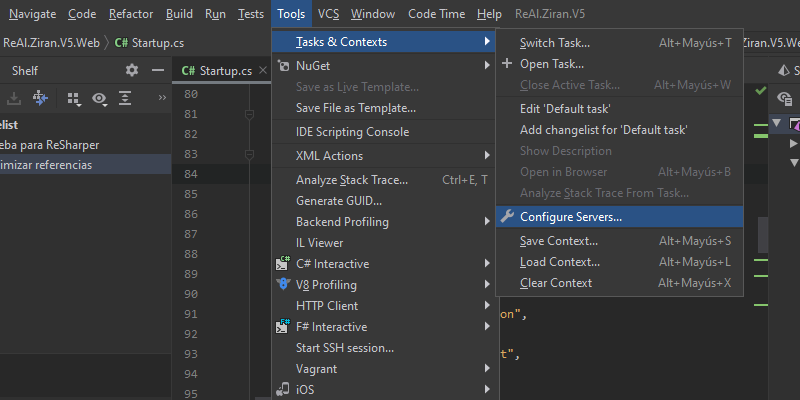 Navigate Code Refactor Build Run Tests Tools VCS Window Code Time Help ReAI.Ziran.V5
ReAI.Ziran.V5.Web C# Startup.cs
Shelf
C# Startup.cs
elist
eba para ReSharper
imizar referencias
80
81
82
83
84
85
86
87
88
89
90
91
92
93
94
95
Tasks & Contexts
NuGet
Save as Live Template...
Save File as Template...
IDE Scripting Console
XML Actions
Analyze Stack Trace... Ctrl+E, T
Generate GUID...
Backend Profiling
IL Viewer
C# Interactive
V8 Profiling
HTTP Client
F# Interactive
Start SSH session...
Vagrant
iOS
Switch Task... Alt+Mayús+T
Open Task...
Close Active Task... Alt+Mayús+W
Edit 'Default task'
Add changelist for 'Default task'
Show Description
Open in Browser Alt+Mayús+B
Analyze Stack Trace From Task...
Configure Servers...
Save Context... Alt+Mayús+S
Load Context... Alt+Mayús+L
Clear Context Alt+Mayús+X
Ziran.V5.Web
on",
t",